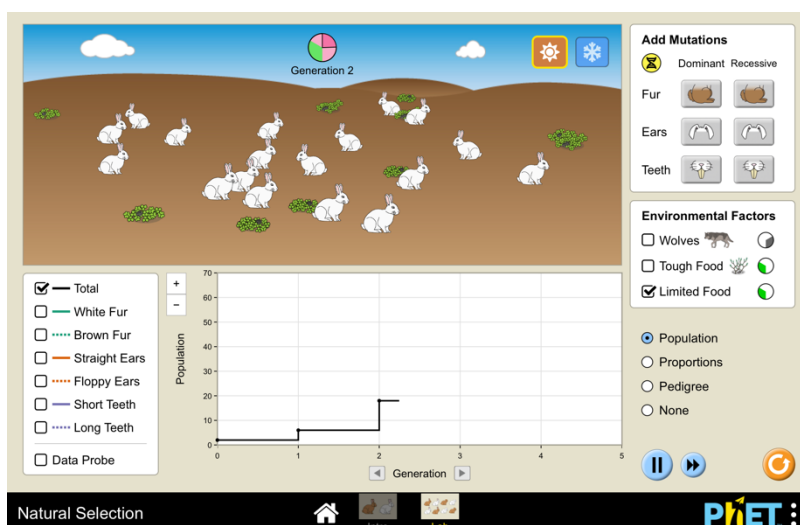 Generation 2
Add Mutations
Dominant Recessive
Fur
Ears
Teeth
Environmental Factors
Wolves
Tough Food
Limited Food
Total
White Fur
Brown Fur
Straight Ears
Floppy Ears
Short Teeth
Long Teeth
Data Probe
+
−
Population
70
60
50
40
30
20
10
0
0 1 2 3 4 5
Generation
Population
Proportions
Pedigree
None
Natural Selection
Intro
Lab
PhET